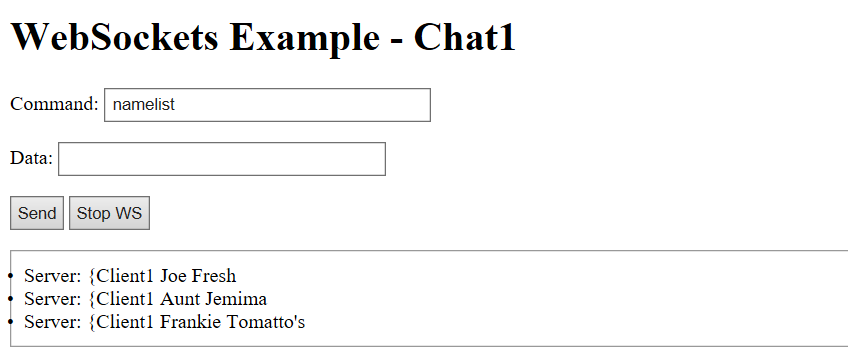 WebSockets Example - Chat1
Command: namelist
Data:
Send Stop WS
• Server: {Client1 Joe Fresh
• Server: {Client1 Aunt Jemima
• Server: {Client1 Frankie Tomatto's